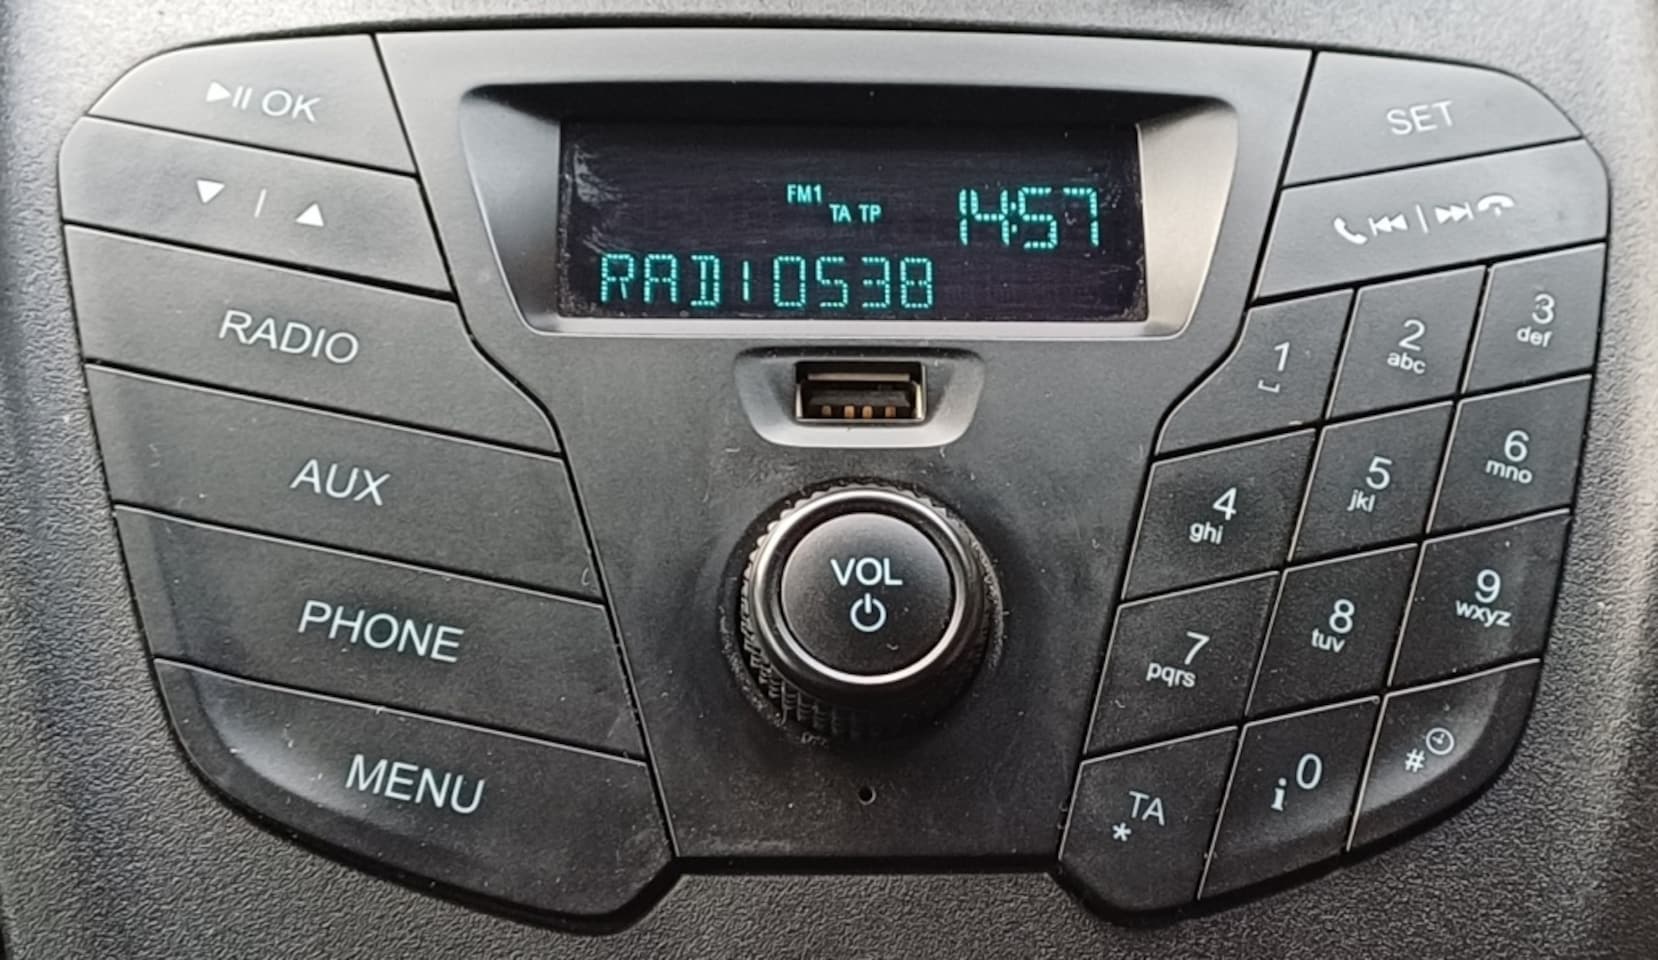 OK
SET
FM1 TA TP 14:57
RADIO538
RADIO
AUX
PHONE
MENU
VOL
1
2 abc
3 def
4 ghi
5 jkl
6 mno
7 pqrs
8 tuv
9 wxyz
* TA
i 0
#